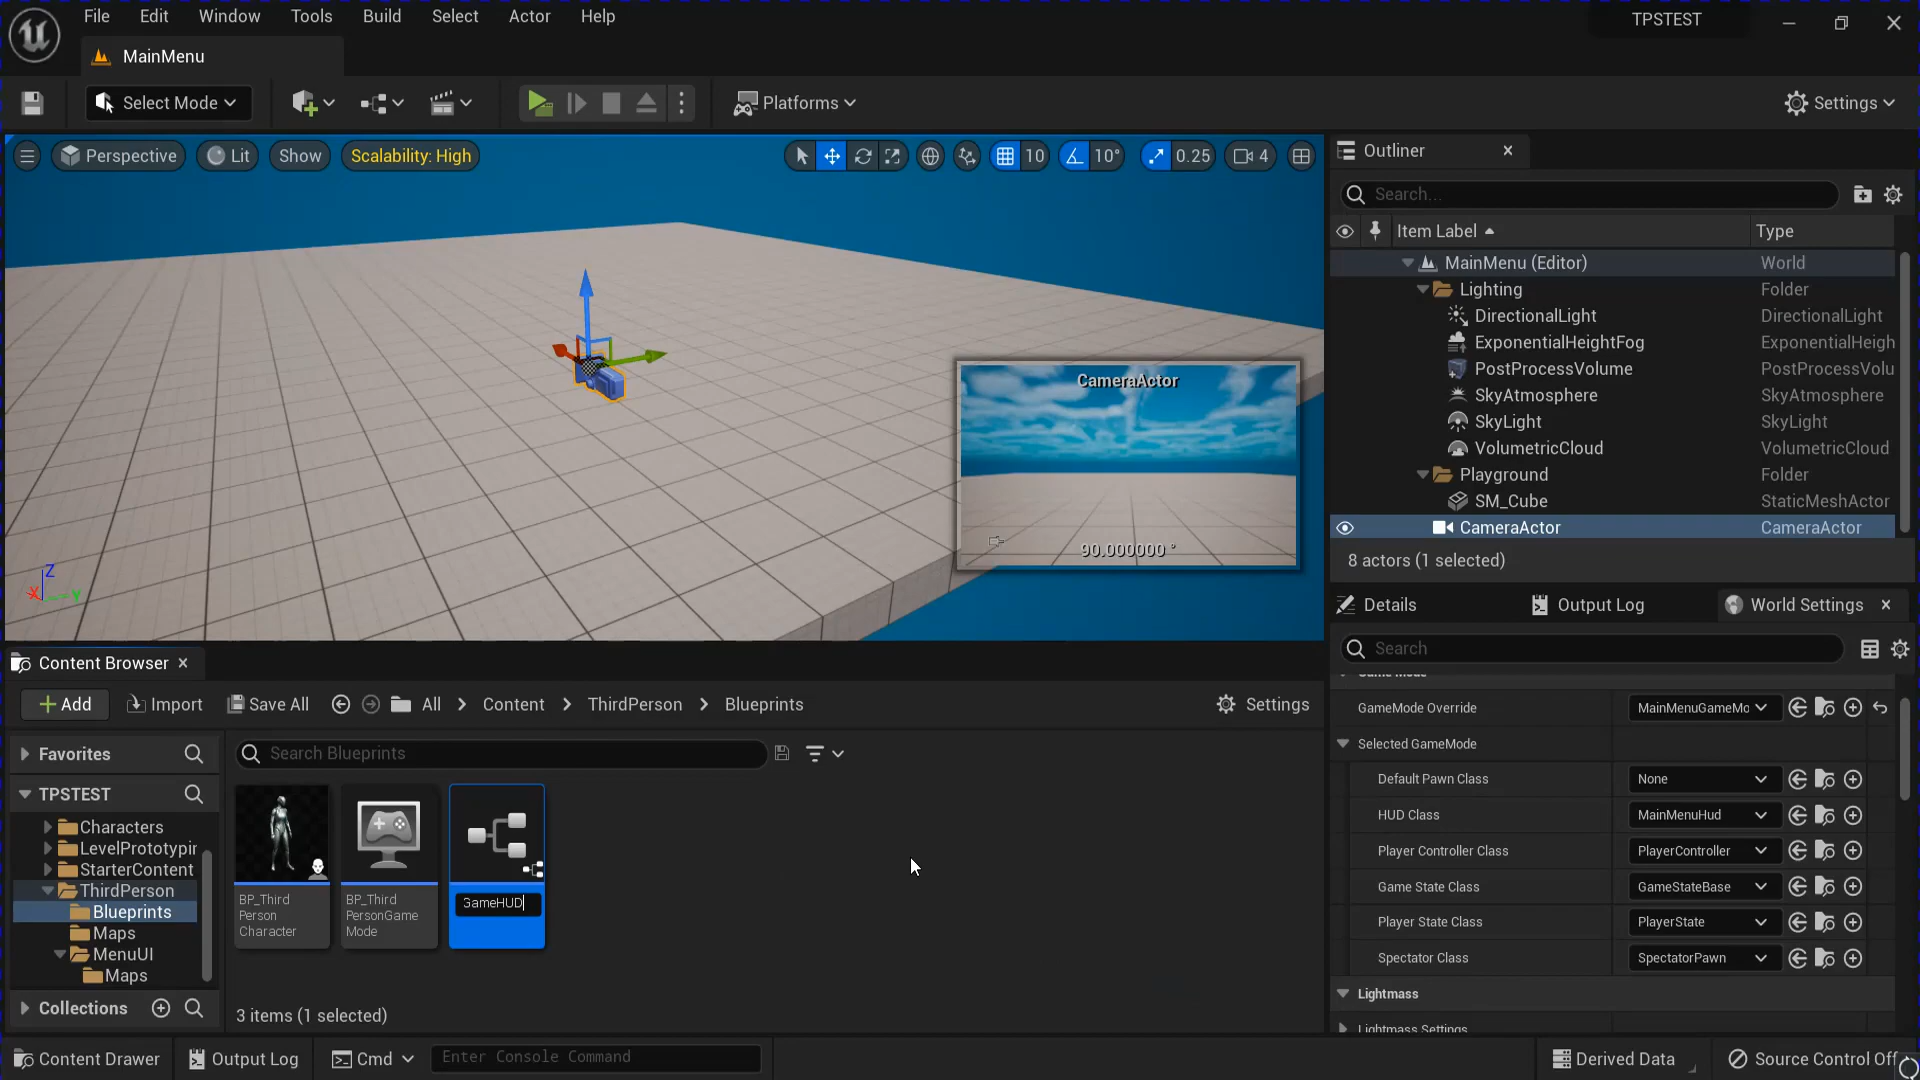 File Edit Window Tools Build Select Actor Help
TPSTEST
MainMenu
Select Mode
Platforms
Settings
Perspective
Lit
Show
Scalability: High
10
10°
0.25
4
CameraActor
90.000000 °
Z
X
Y
Outliner
Search...
Item Label
Type
MainMenu (Editor) World
Lighting Folder
DirectionalLight DirectionalLight
ExponentialHeightFog ExponentialHeigh
PostProcessVolume PostProcessVolu
SkyAtmosphere SkyAtmosphere
SkyLight SkyLight
VolumetricCloud VolumetricCloud
Playground Folder
SM_Cube StaticMeshActor
CameraActor CameraActor
8 actors (1 selected)
Details
Output Log
World Settings
Search
Game Mode
GameMode Override MainMenuGameMo
Selected GameMode
Default Pawn Class None
HUD Class MainMenuHud
Player Controller Class PlayerController
Game State Class GameStateBase
Player State Class PlayerState
Spectator Class SpectatorPawn
Lightmass
Lightmass Settings
Content Browser
Add
Import
Save All
All
Content
ThirdPerson
Blueprints
Settings
Favorites
TPSTEST
Characters
LevelPrototypin
StarterContent
ThirdPerson
Blueprints
Maps
MenuUI
Maps
Collections
Search Blueprints
BP_Third
Person
Character
BP_Third
PersonGame
Mode
GameHUD
3 items (1 selected)
Content Drawer
Output Log
Cmd
Enter Console Command
Derived Data
Source Control Off